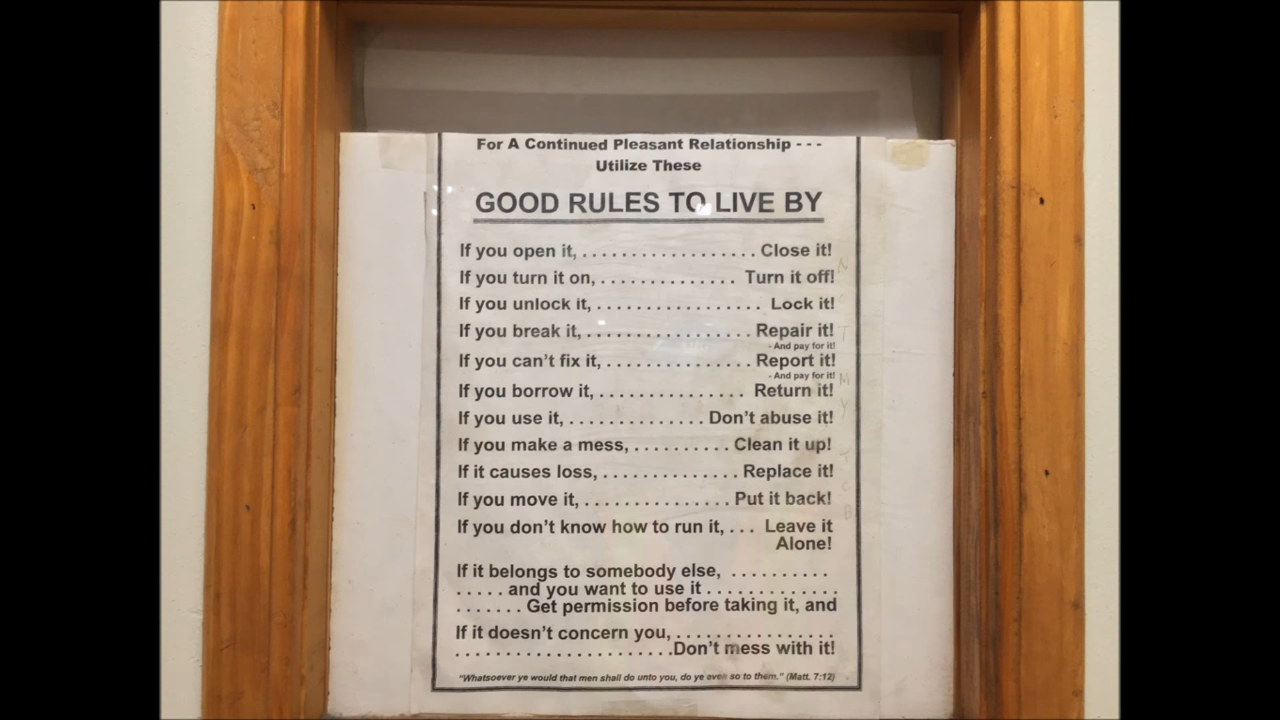 For A Continued Pleasant Relationship - - -
Utilize These
GOOD RULES TO LIVE BY
If you open it, . . . . . . . . . . . . . . . . . . Close it!
If you turn it on, . . . . . . . . . . . . . . Turn it off!
If you unlock it, . . . . . . . . . . . . . . . . . Lock it!
If you break it, . . . . . . . . . . . . . . . . . Repair it!
- And pay for it!
If you can't fix it, . . . . . . . . . . . . . . . Report it!
- And pay for it!
If you borrow it, . . . . . . . . . . . . . . . Return it!
If you use it, . . . . . . . . . . . . . . Don't abuse it!
If you make a mess, . . . . . . . . . . Clean it up!
If it causes loss, . . . . . . . . . . . . . . Replace it!
If you move it, . . . . . . . . . . . . . . . Put it back!
If you don't know how to run it, . . . Leave it
Alone!
If it belongs to somebody else, . . . . . . . . . .
. . . . . and you want to use it . . . . . . . . . . . . .
. . . . . . . Get permission before taking it, and
If it doesn't concern you, . . . . . . . . . . . . . . . .
. . . . . . . . . . . . . . . . . . . . . .Don't mess with it!
"Whatsoever ye would that men shall do unto you, do ye even so to them." (Matt. 7:12)